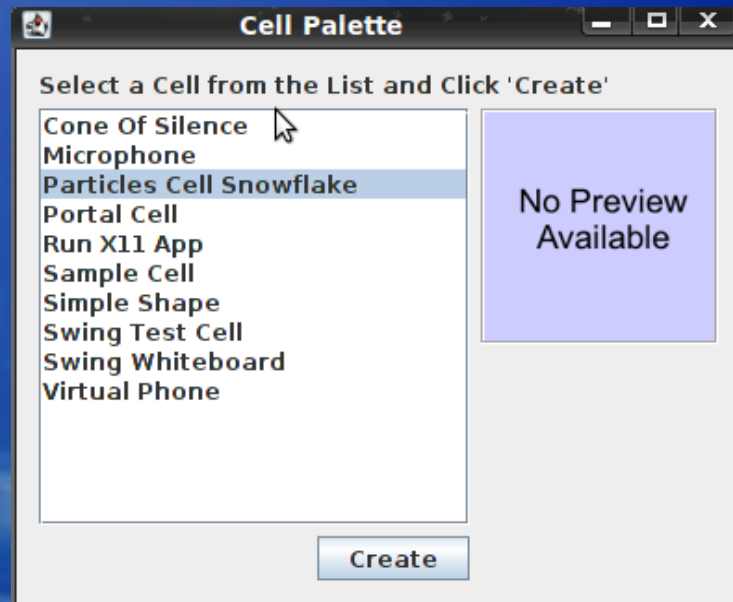 Cell Palette
Select a Cell from the List and Click 'Create'
Cone Of Silence
Microphone
Particles Cell Snowflake
Portal Cell
Run X11 App
Sample Cell
Simple Shape
Swing Test Cell
Swing Whiteboard
Virtual Phone
No Preview
Available
Create